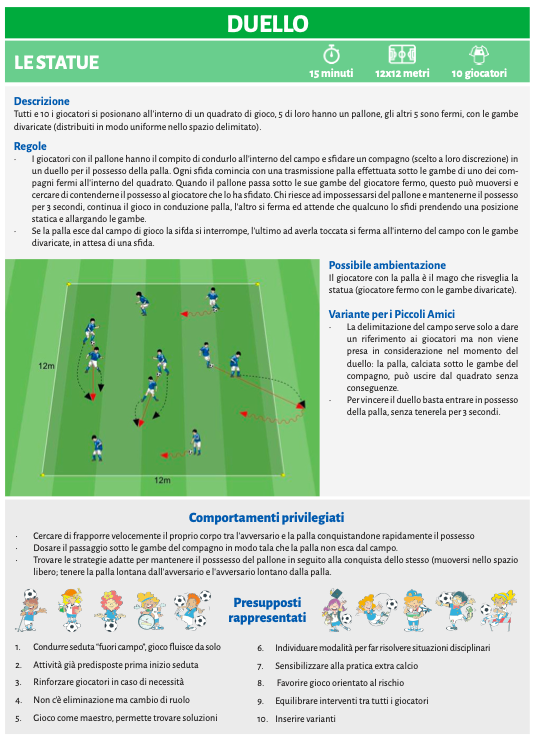 DUELLO
LE STATUE
15 minuti
12x12 metri
10 giocatori
Descrizione
Tutti e 10 i giocatori si posionano all'interno di un quadrato di gioco, 5 di loro hanno un pallone, gli altri 5 sono fermi, con le gambe
divaricate (distribuiti in modo uniforme nello spazio delimitato).
Regole
· I giocatori con il pallone hanno il compito di condurlo all'interno del campo e sfidare un compagno (scelto a loro discrezione) in
un duello per il possesso della palla. Ogni sfida comincia con una trasmissione palla effettuata sotto le gambe di uno dei com-
pagni fermi all'interno del quadrato. Quando il pallone passa sotto le sue gambe del giocatore fermo, questo può muoversi e
cercare di contenderne il possesso al giocatore che lo ha sfidato. Chi riesce ad impossessarsi del pallone e mantenerne il possesso
per 3 secondi, continua il gioco in conduzione palla, l'altro si ferma ed attende che qualcuno lo sfidi prendendo una posizione
statica e allargando le gambe.
· Se la palla esce dal campo di gioco la sifda si interrompe, l'ultimo ad averla toccata si ferma all'interno del campo con le gambe
divaricate, in attesa di una sfida.
12m
12m
Possibile ambientazione
Il giocatore con la palla è il mago che risveglia la
statua (giocatore fermo con le gambe divaricate).
Variante per i Piccoli Amici
· La delimitazione del campo serve solo a dare
un riferimento ai giocatori ma non viene
presa in considerazione nel momento del
duello: la palla, calciata sotto le gambe del
compagno, può uscire dal quadrato senza
conseguenze.
· Per vincere il duello basta entrare in possesso
della palla, senza tenerela per 3 secondi.
Comportamenti privilegiati
· Cercare di frapporre velocemente il proprio corpo tra l'avversario e la palla conquistandone rapidamente il possesso
· Dosare il passaggio sotto le gambe del compagno in modo tala che la palla non esca dal campo.
· Trovare le strategie adatte per mantenere il posssesso del pallone in seguito alla conquista dello stesso (muoversi nello spazio
libero; tenere la palla lontana dall'avversario e l'avversario lontano dalla palla.
Presupposti
rappresentati
1. Condurre seduta "fuori campo", gioco fluisce da solo
2. Attività già predisposte prima inizio seduta
3. Rinforzare giocatori in caso di necessità
4. Non c'è eliminazione ma cambio di ruolo
5. Gioco come maestro, permette trovare soluzioni
6. Individuare modalità per far risolvere situazioni disciplinari
7. Sensibilizzare alla pratica extra calcio
8. Favorire gioco orientato al rischio
9. Equilibrare interventi tra tutti i giocatori
10. Inserire varianti